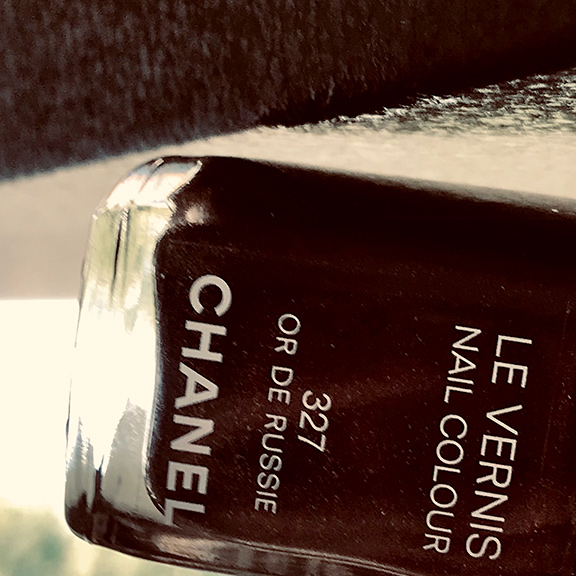 LE VERNIS
NAIL COLOUR
327
OR DE RUSSIE
CHANEL